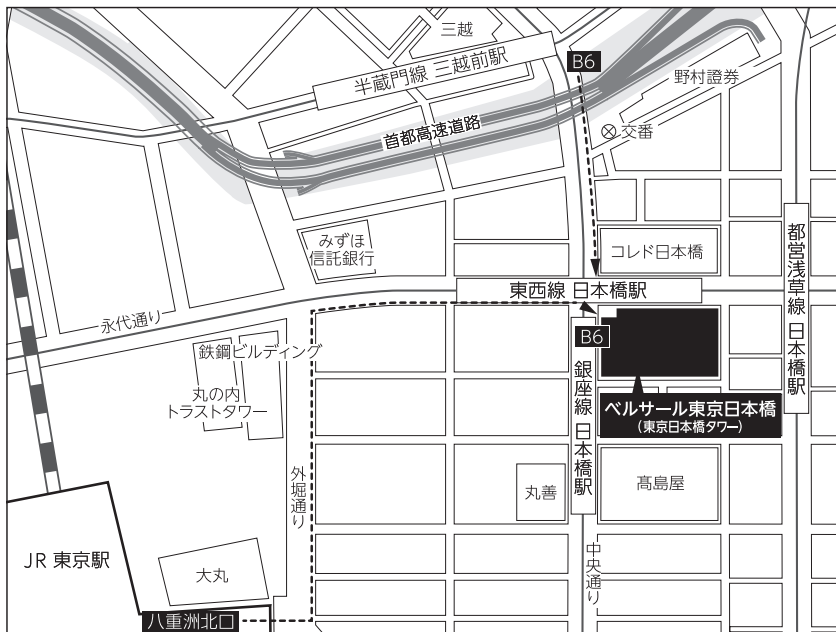 三越
半蔵門線 三越前駅
B6
野村證券
首都高速道路
交番
みずほ
信託銀行
コレド日本橋
都営浅草線 日本橋駅
東西線 日本橋駅
永代通り
B6
鉄鋼ビルディング
銀座線 日本橋駅
丸の内
トラストタワー
ベルサール東京日本橋
(東京日本橋タワー)
外堀通り
丸善
髙島屋
JR 東京駅
大丸
中央通り
八重洲北口